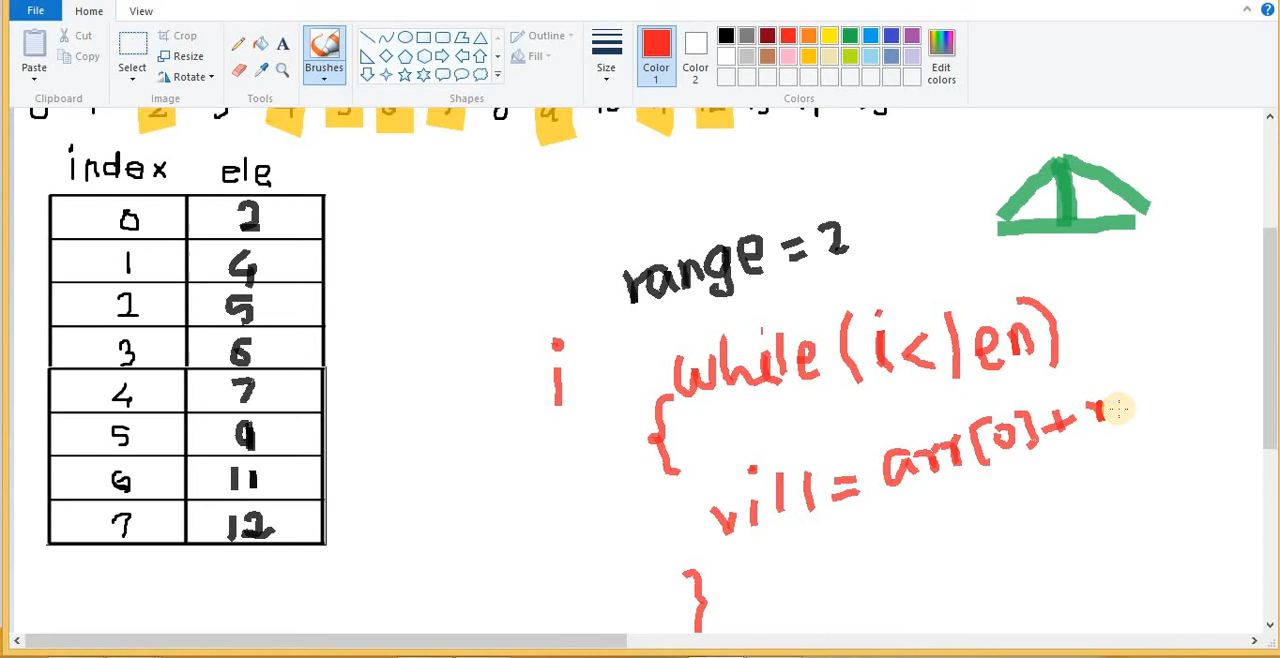 File Home View
Cut
Copy
Paste
Clipboard
Select
Crop
Resize
Rotate
Image
A
Tools
Brushes
Outline
Fill
Shapes
Size
Color 1
Color 2
Edit colors
Colors
index ele
0 2
1 4
2 5
3 6
4 7
5 9
6 11
7 12
range = 2
i while (i < len)
{
vill = arr[0] +
}